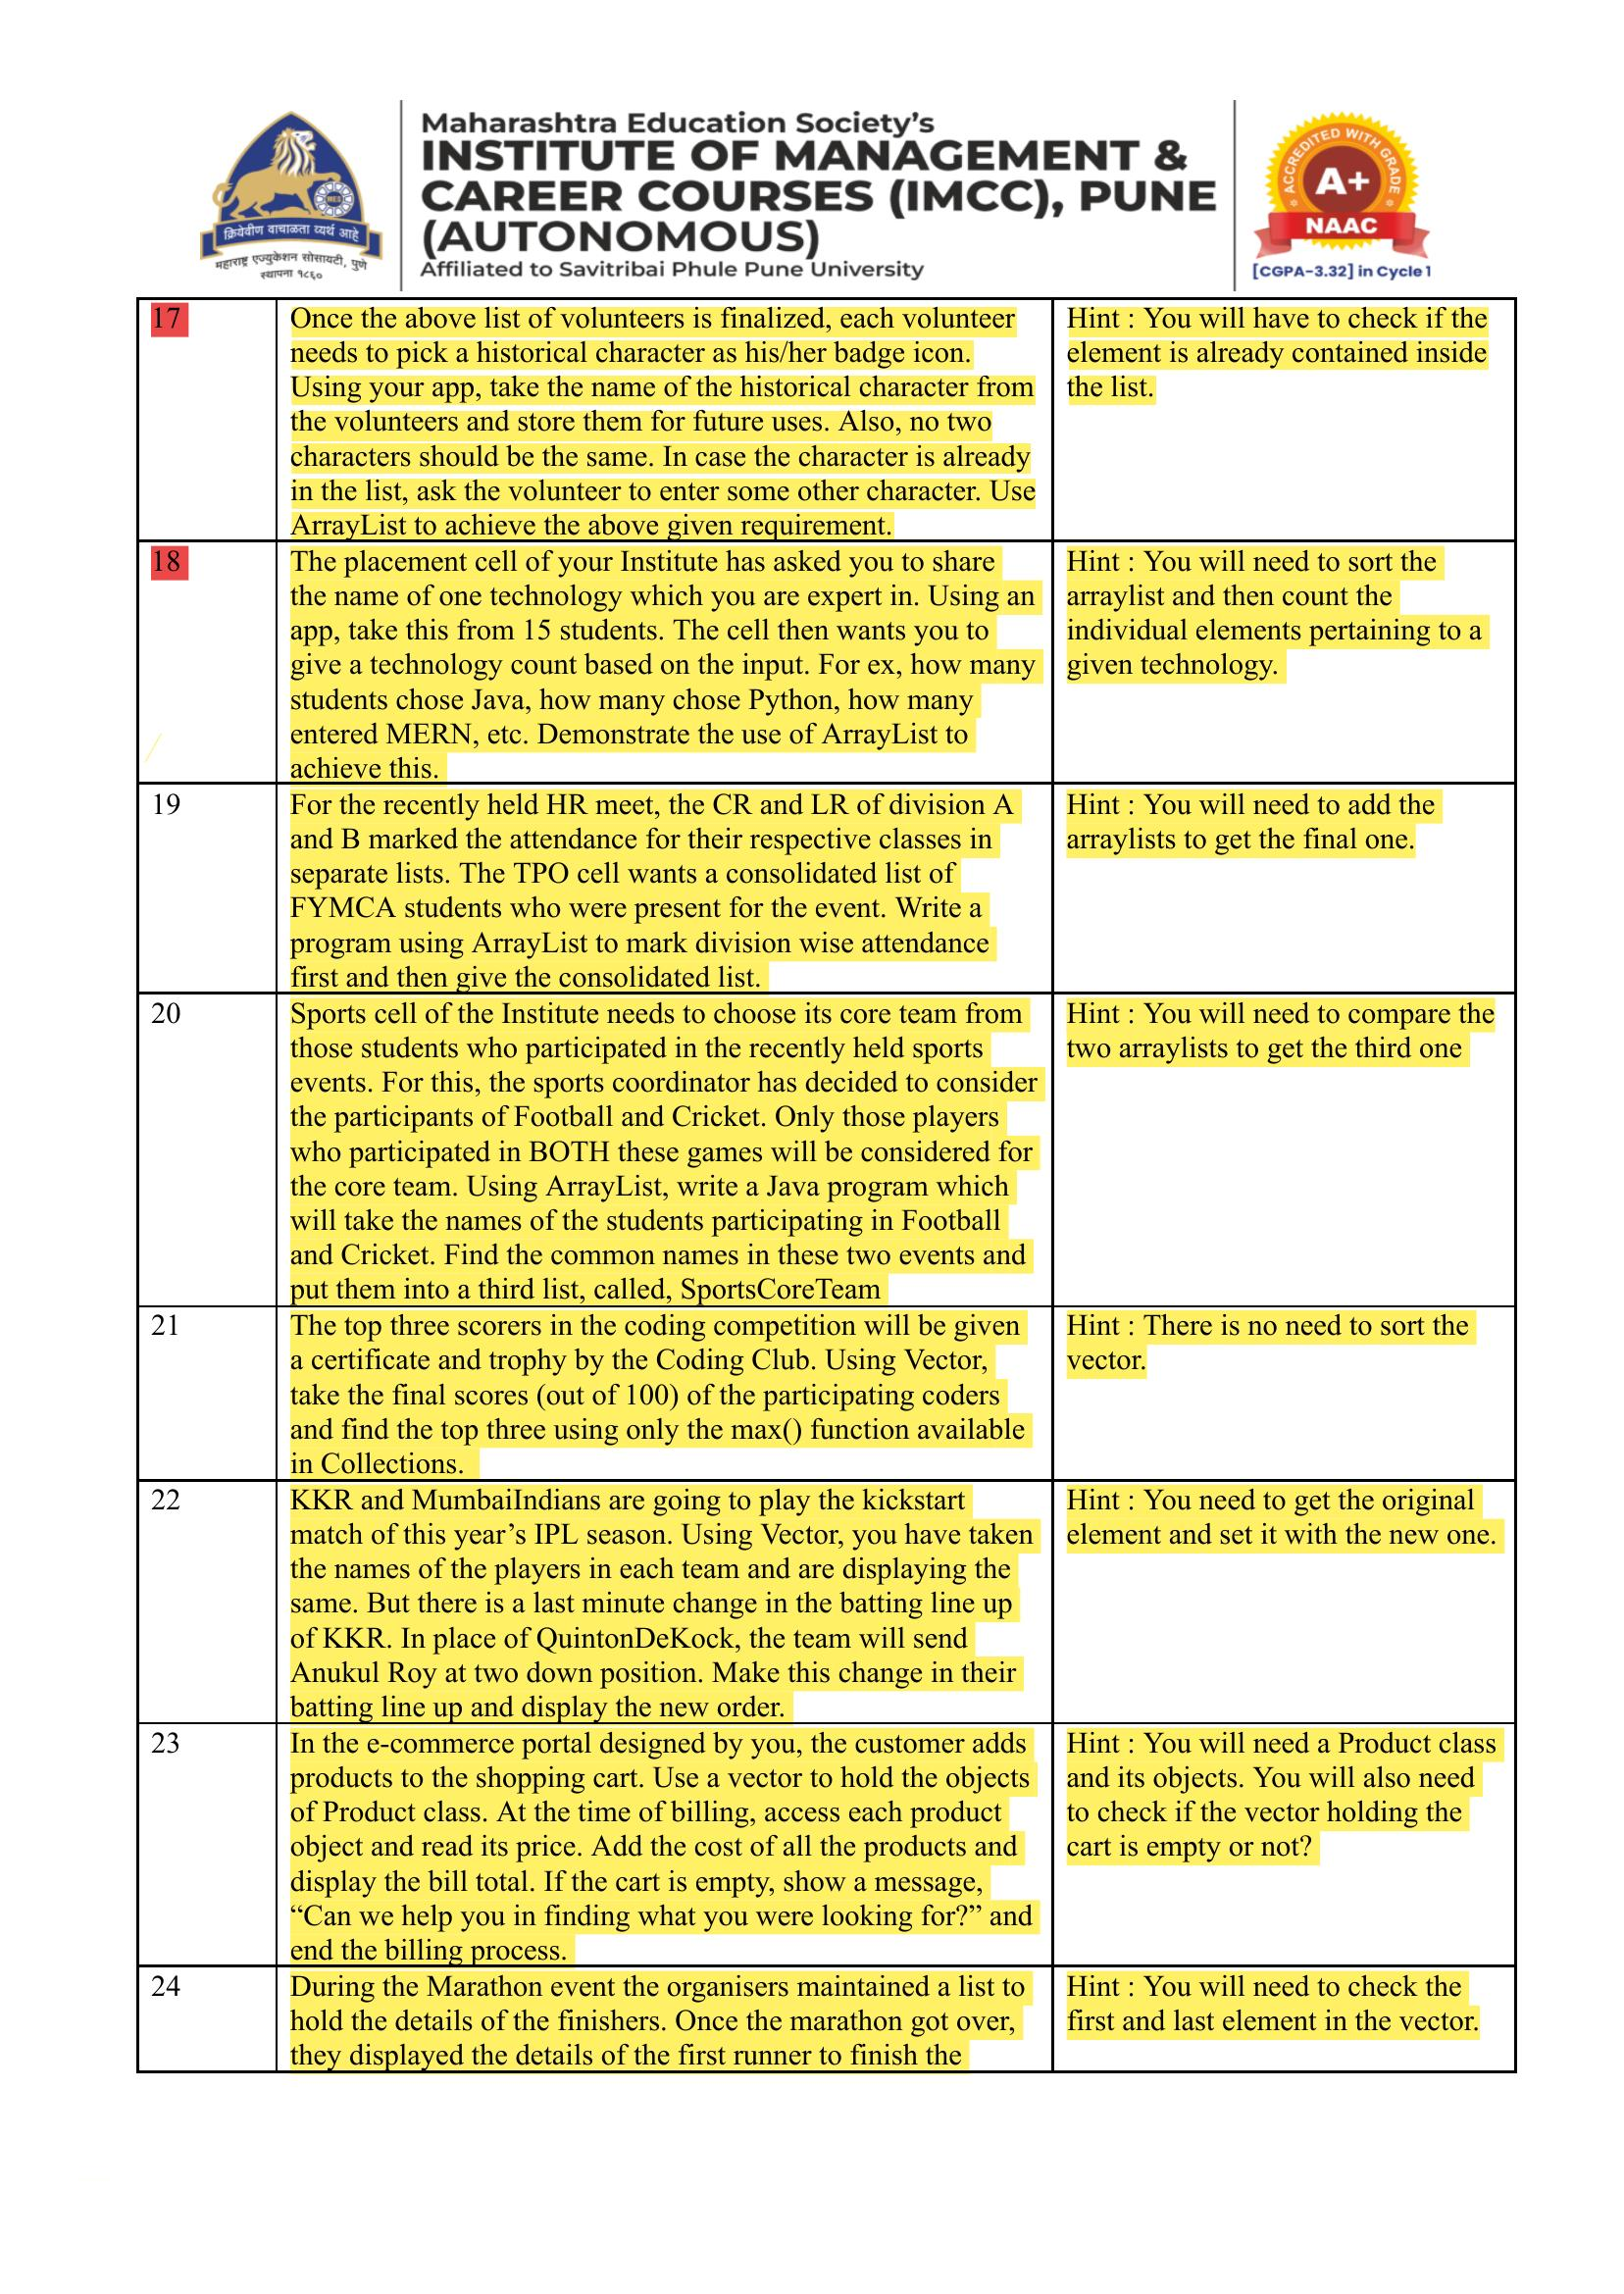 Maharashtra Education Society's
INSTITUTE OF MANAGEMENT &
CAREER COURSES (IMCC), PUNE
(AUTONOMOUS)
Affiliated to Savitribai Phule Pune University
MES
क्रियेवीण वाचाळता व्यर्थ आहे
महाराष्ट्र एज्युकेशन सोसायटी, पुणे
स्थापना १८६०
ACCREDITED WITH GRADE
A+
NAAC
[CGPA-3.32] in Cycle 1
17
Once the above list of volunteers is finalized, each volunteer
needs to pick a historical character as his/her badge icon.
Using your app, take the name of the historical character from
the volunteers and store them for future uses. Also, no two
characters should be the same. In case the character is already
in the list, ask the volunteer to enter some other character. Use
ArrayList to achieve the above given requirement.
Hint : You will have to check if the
element is already contained inside
the list.
18
The placement cell of your Institute has asked you to share
the name of one technology which you are expert in. Using an
app, take this from 15 students. The cell then wants you to
give a technology count based on the input. For ex, how many
students chose Java, how many chose Python, how many
entered MERN, etc. Demonstrate the use of ArrayList to
achieve this.
Hint : You will need to sort the
arraylist and then count the
individual elements pertaining to a
given technology.
19
For the recently held HR meet, the CR and LR of division A
and B marked the attendance for their respective classes in
separate lists. The TPO cell wants a consolidated list of
FYMCA students who were present for the event. Write a
program using ArrayList to mark division wise attendance
first and then give the consolidated list.
Hint : You will need to add the
arraylists to get the final one.
20
Sports cell of the Institute needs to choose its core team from
those students who participated in the recently held sports
events. For this, the sports coordinator has decided to consider
the participants of Football and Cricket. Only those players
who participated in BOTH these games will be considered for
the core team. Using ArrayList, write a Java program which
will take the names of the students participating in Football
and Cricket. Find the common names in these two events and
put them into a third list, called, SportsCoreTeam
Hint : You will need to compare the
two arraylists to get the third one
21
The top three scorers in the coding competition will be given
a certificate and trophy by the Coding Club. Using Vector,
take the final scores (out of 100) of the participating coders
and find the top three using only the max() function available
in Collections.
Hint : There is no need to sort the
vector.
22
KKR and MumbaiIndians are going to play the kickstart
match of this year’s IPL season. Using Vector, you have taken
the names of the players in each team and are displaying the
same. But there is a last minute change in the batting line up
of KKR. In place of QuintonDeKock, the team will send
Anukul Roy at two down position. Make this change in their
batting line up and display the new order.
Hint : You need to get the original
element and set it with the new one.
23
In the e-commerce portal designed by you, the customer adds
products to the shopping cart. Use a vector to hold the objects
of Product class. At the time of billing, access each product
object and read its price. Add the cost of all the products and
display the bill total. If the cart is empty, show a message,
“Can we help you in finding what you were looking for?” and
end the billing process.
Hint : You will need a Product class
and its objects. You will also need
to check if the vector holding the
cart is empty or not?
24
During the Marathon event the organisers maintained a list to
hold the details of the finishers. Once the marathon got over,
they displayed the details of the first runner to finish the
Hint : You will need to check the
first and last element in the vector.